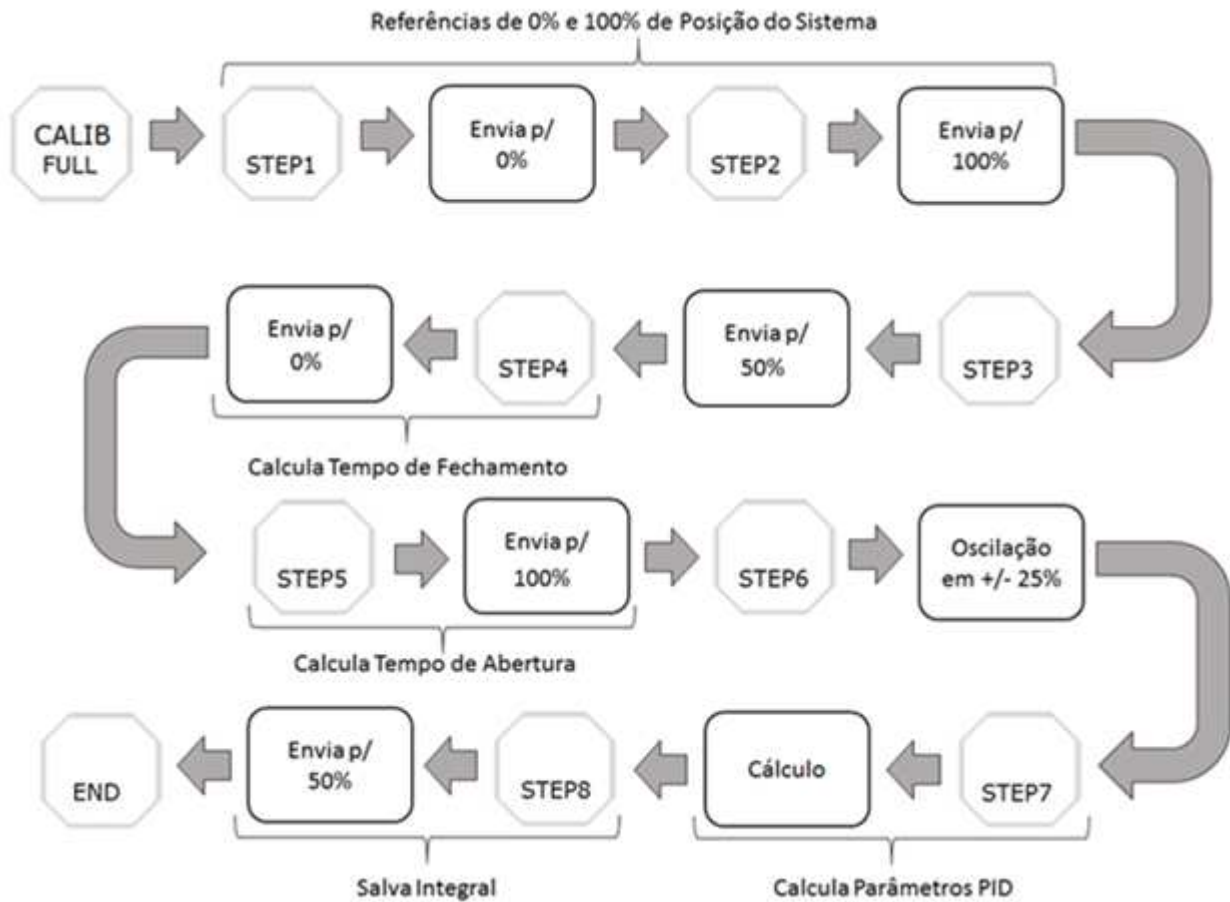 Referências de 0% e 100% de Posição do Sistema
CALIB
FULL
STEP1
Envia p/
0%
STEP2
Envia p/
100%
STEP3
Envia p/
50%
STEP4
Envia p/
0%
Calcula Tempo de Fechamento
STEP5
Envia p/
100%
STEP6
Oscilação
em +/- 25%
Calcula Tempo de Abertura
STEP7
Cálculo
STEP8
Envia p/
50%
END
Calcula Parâmetros PID
Salva Integral